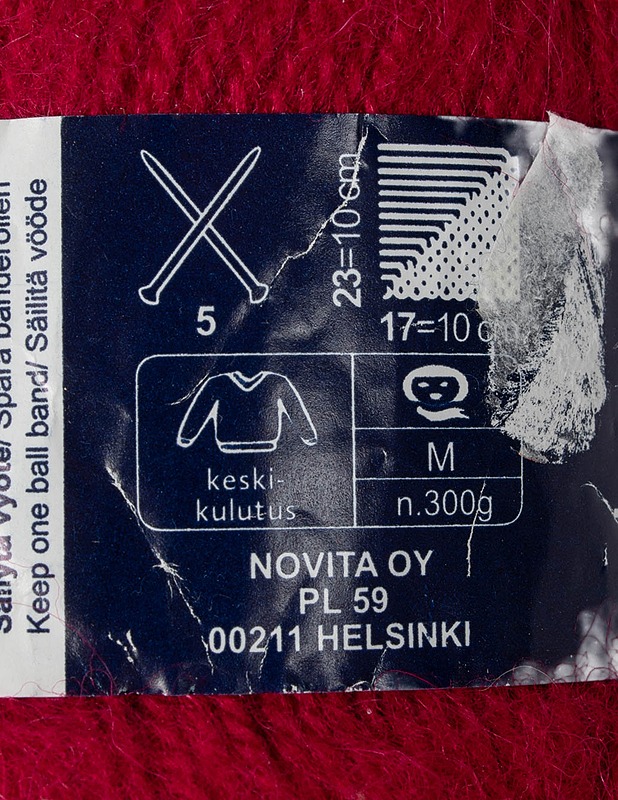 Säilytä vyöte/ Spara banderollen
Keep one ball band/ Säilitä vööde
5
23=10 cm
17=10 c
keski-
kulutus
M
n.300g
NOVITA OY
PL 59
00211 HELSINKI